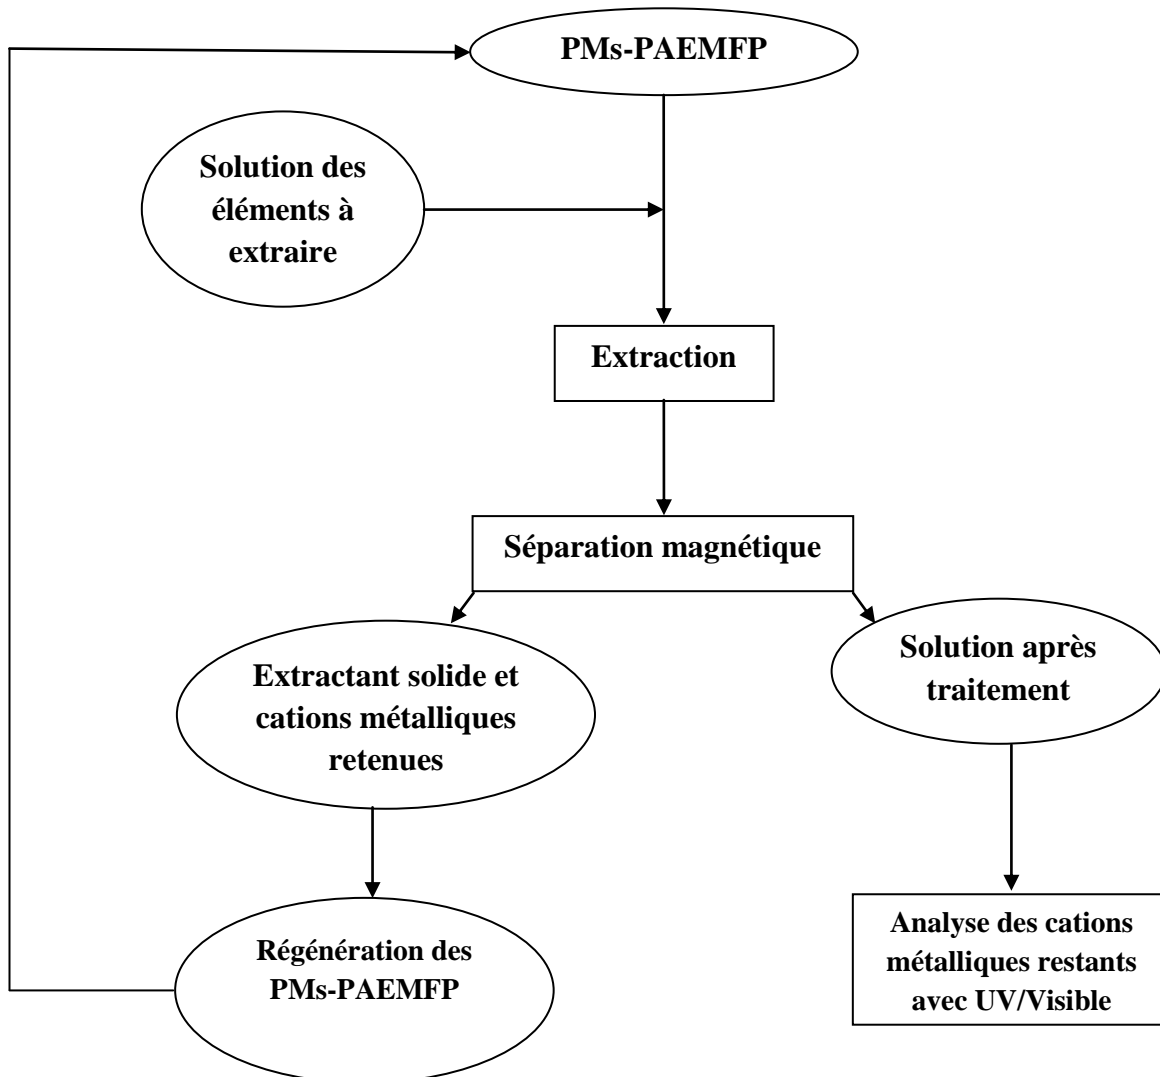 PMs-PAEMFP
Solution des
éléments à
extraire
Extraction
Séparation magnétique
Extractant solide et
cations métalliques
retenues
Solution après
traitement
Régénération des
PMs-PAEMFP
Analyse des cations
métalliques restants
avec UV/Visible